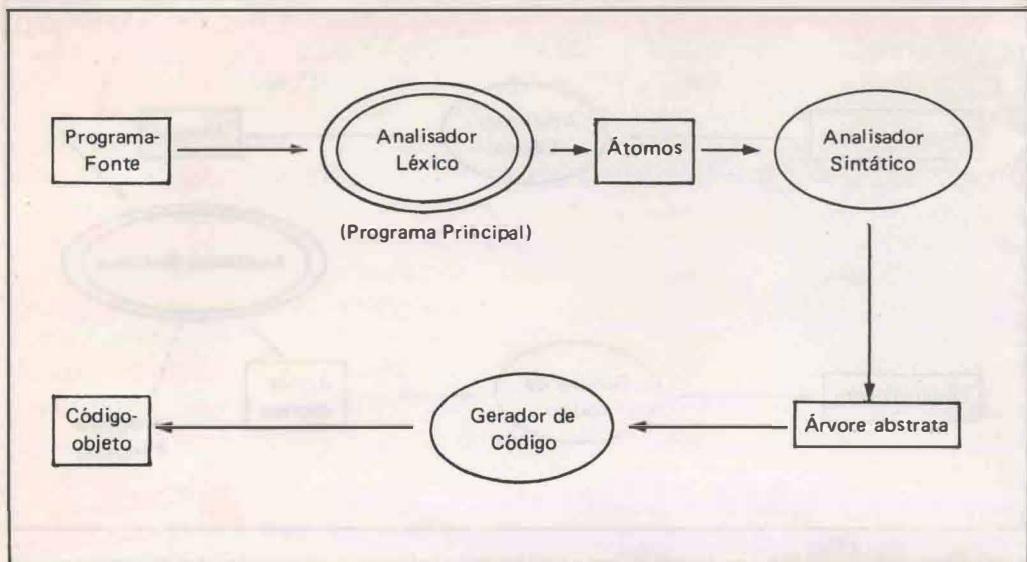 Programa-
Fonte
Analisador
Léxico
(Programa Principal)
Átomos
Analisador
Sintático
Árvore abstrata
Gerador de
Código
Código-
objeto